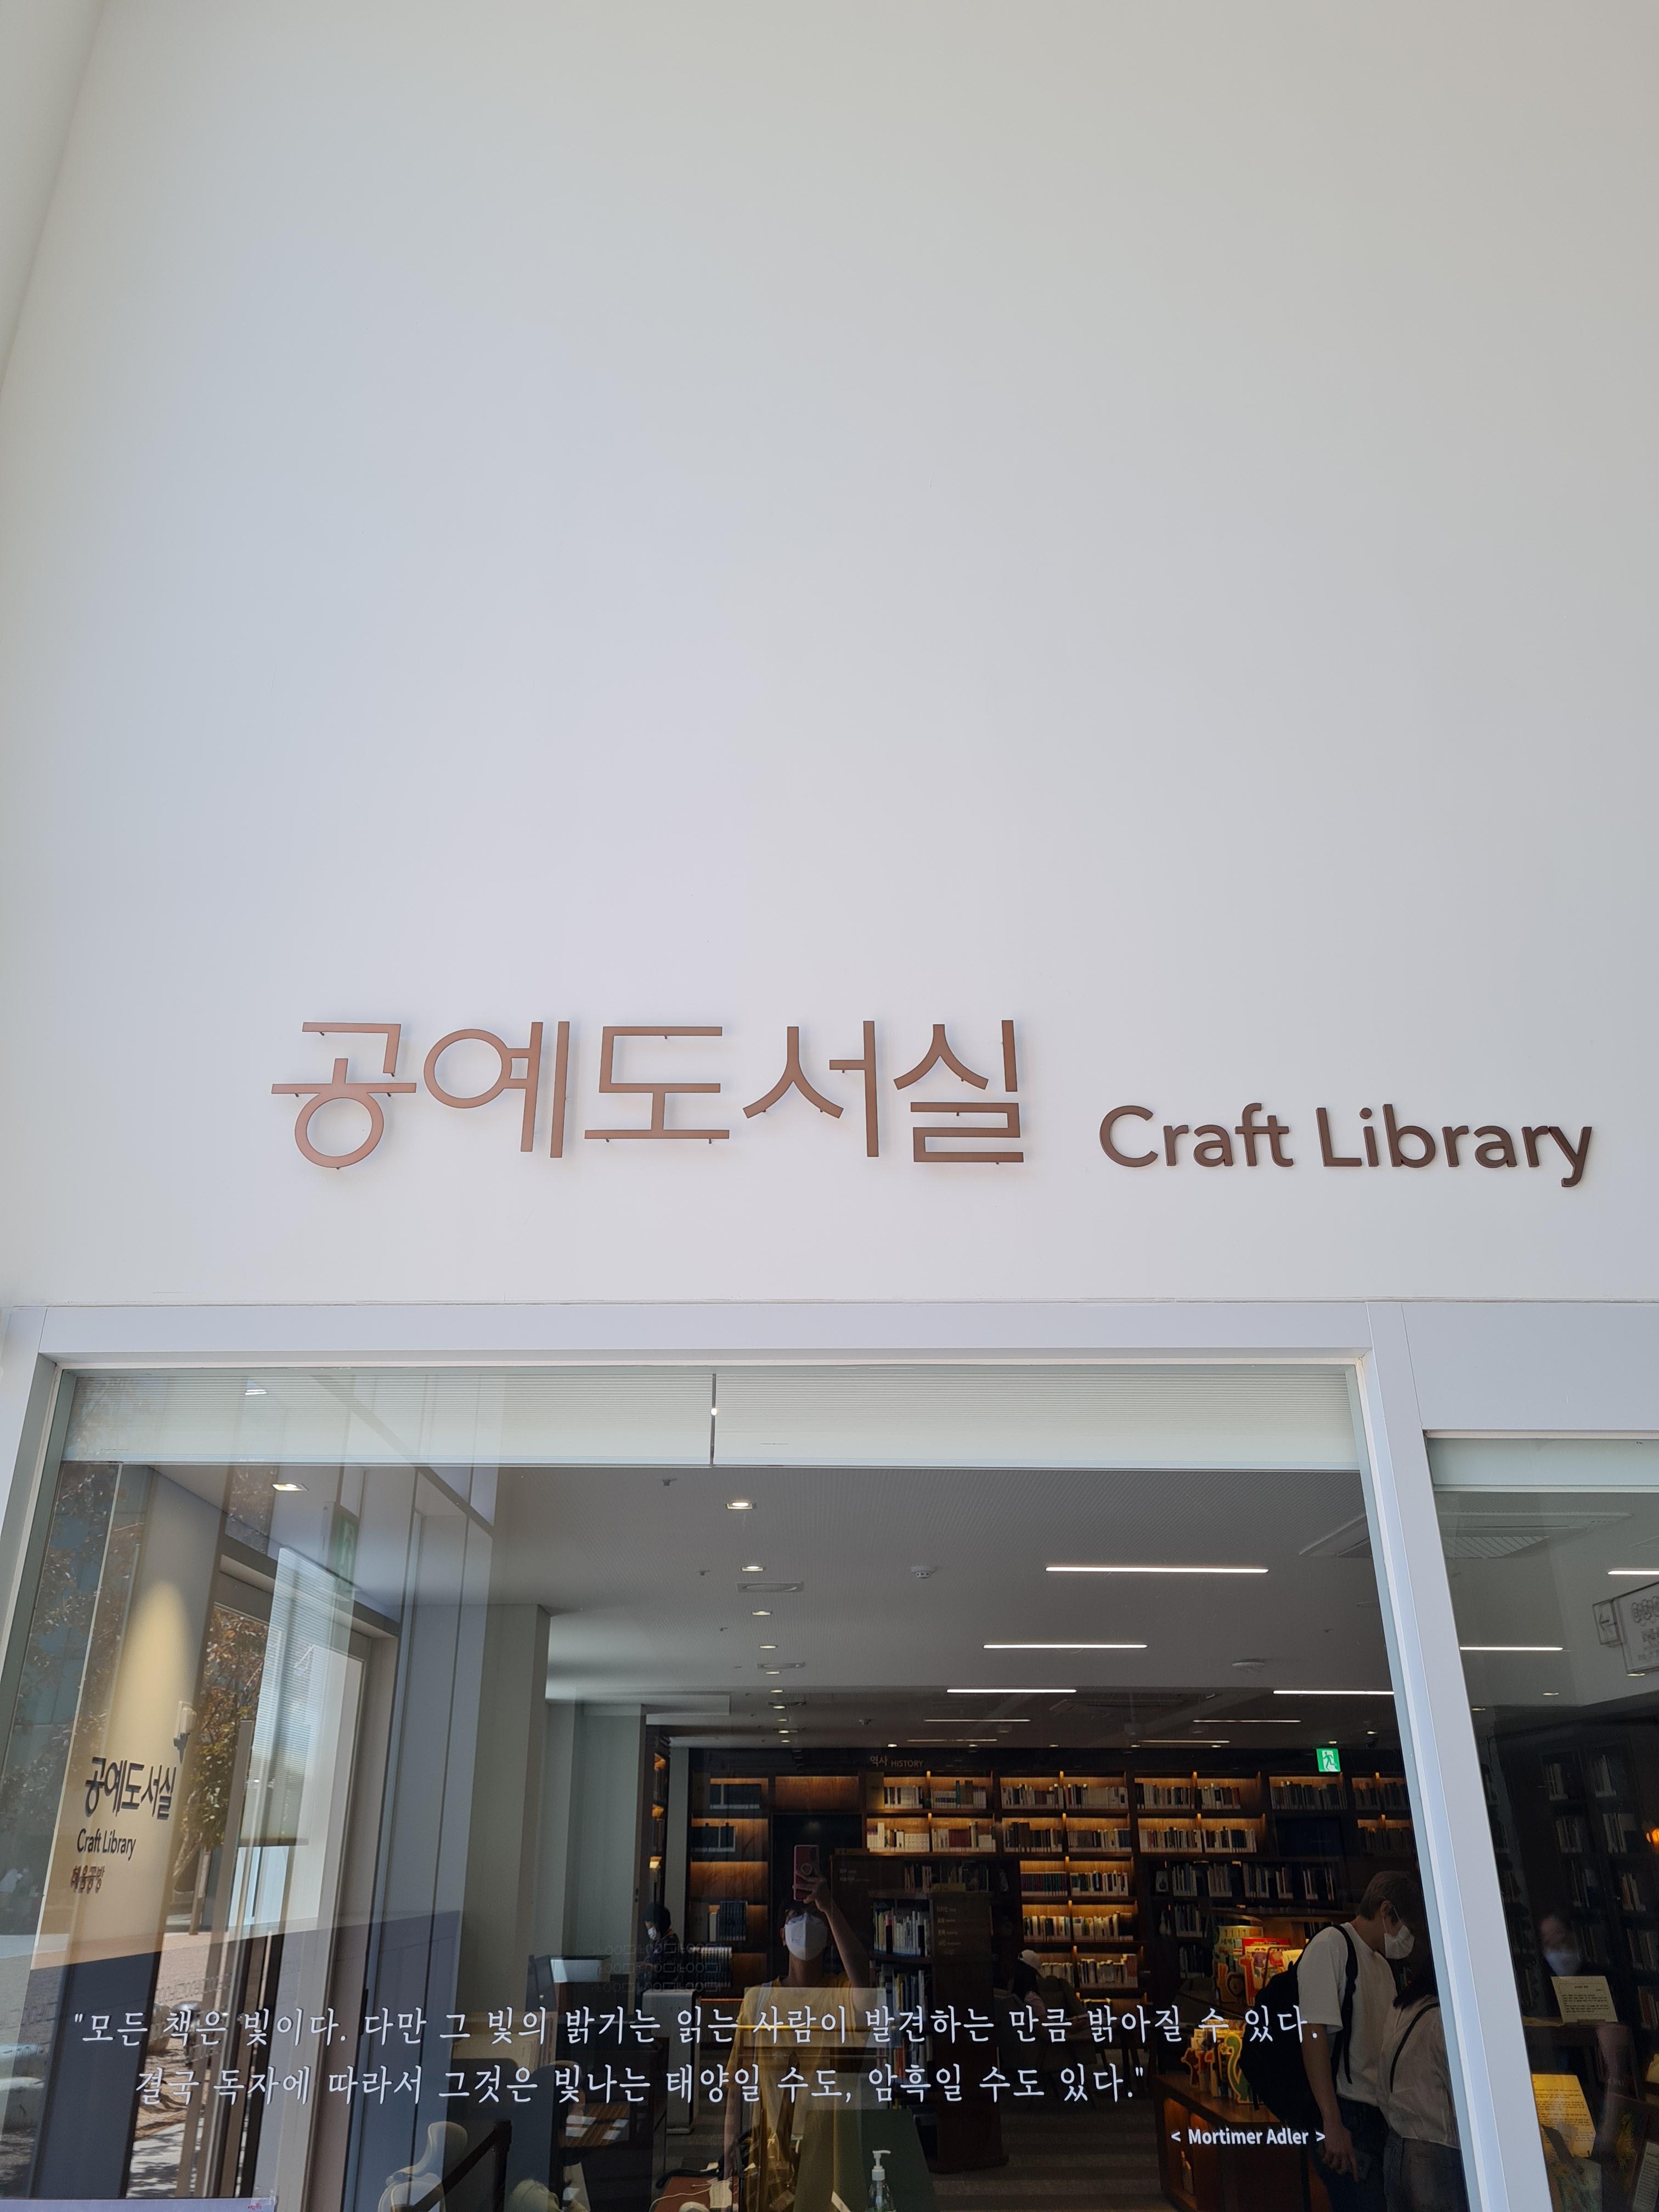 공예도서실 Craft Library
역사 HISTORY
공예도서실
Craft Library
"모든 책은 빛이다. 다만 그 빛의 밝기는 읽는 사람이 발견하는 만큼 밝아질 수 있다.
결국 독자에 따라서 그것은 빛나는 태양일 수도, 암흑일 수도 있다."
< Mortimer Adler >